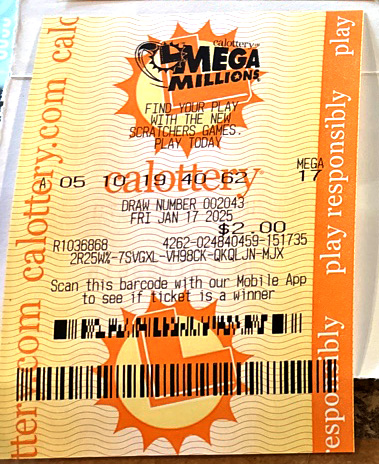 calottery
MEGA
MILLIONS
FIND YOUR PLAY
WITH THE NEW
SCRATCHERS GAMES.
PLAY TODAY
calottery
MEGA
A 05 10 19 40 62 17
DRAW NUMBER 002043
FRI JAN 17 2025
$2.00
R1036868 4262-024840459-151735
2R25W%-7SVGXL-VH98CK-QKQLJN-MJX
Scan this barcode with our Mobile App
to see if ticket is a winner
ttery.com calottery.com calo
responsibly play responsibly play